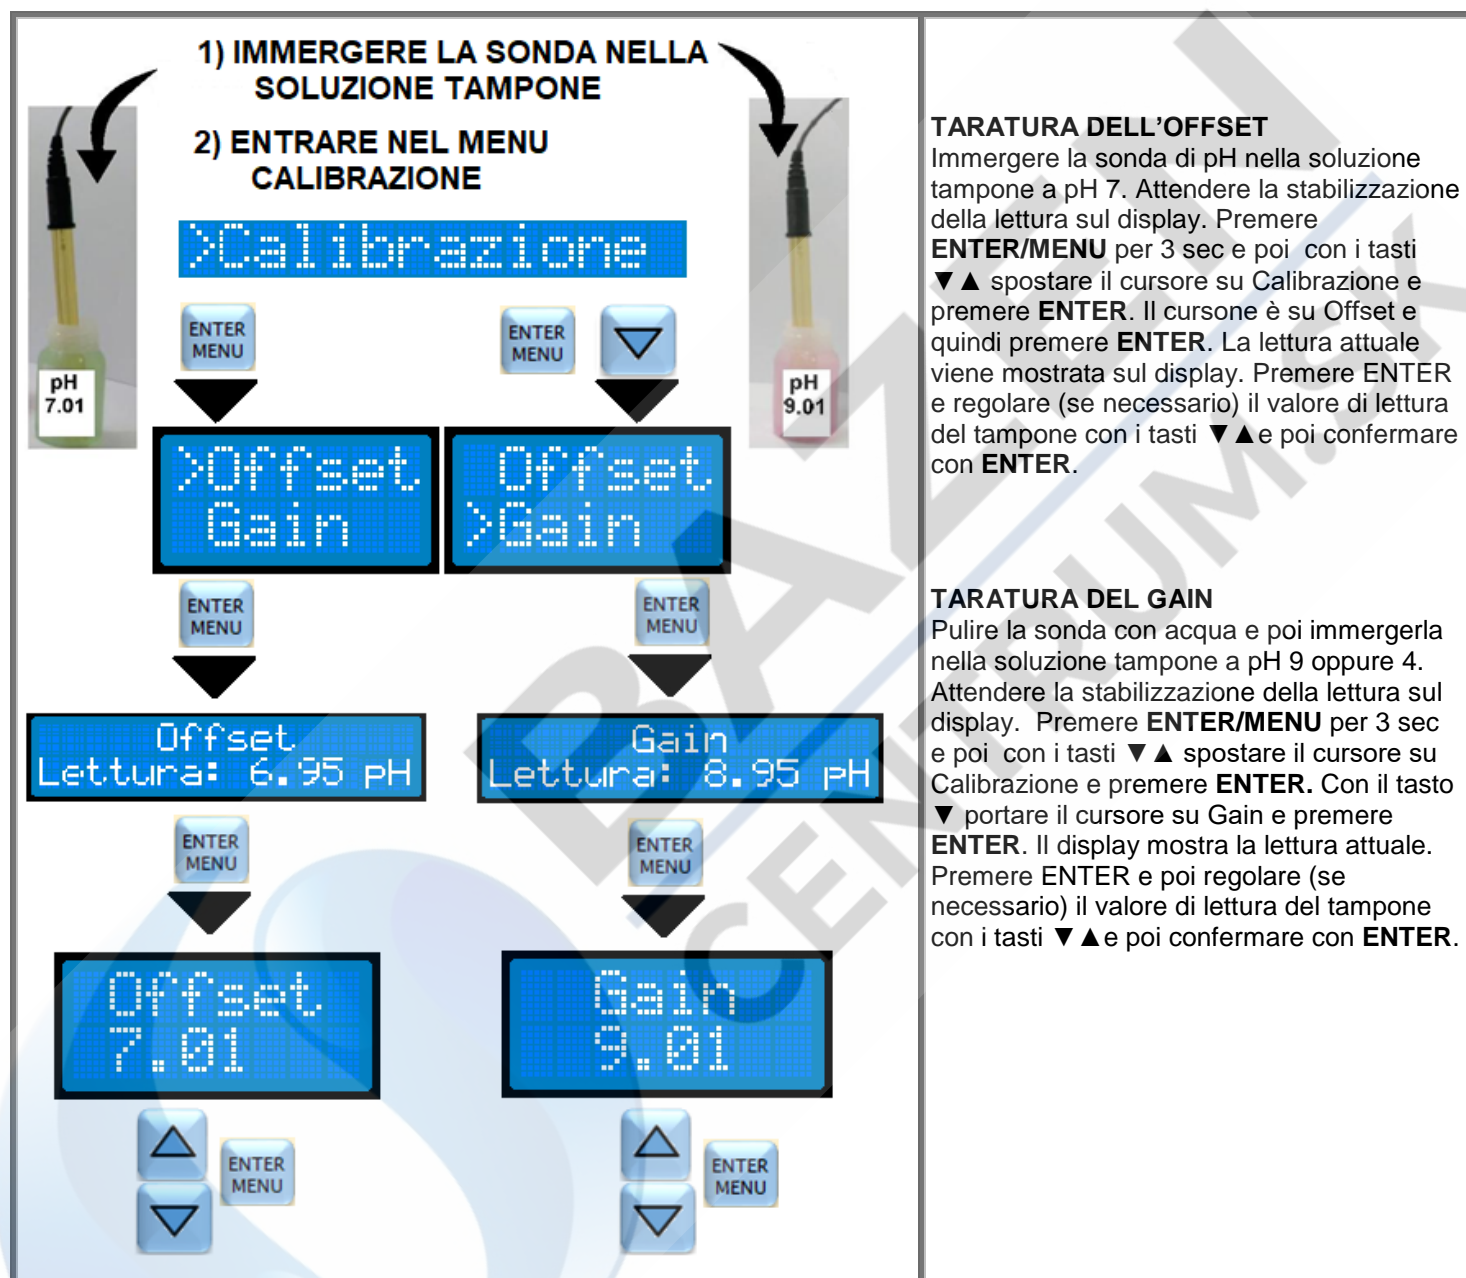 1) IMMERGERE LA SONDA NELLA
SOLUZIONE TAMPONE
2) ENTRARE NEL MENU
CALIBRAZIONE
>Calibrazione
ENTER
MENU
ENTER
MENU
pH
7.01
pH
9.01
>Offset
Gain
Offset
>Gain
ENTER
MENU
ENTER
MENU
Offset
Lettura: 6.95 pH
Gain
Lettura: 8.95 pH
ENTER
MENU
ENTER
MENU
Offset
7.01
Gain
9.01
ENTER
MENU
ENTER
MENU
TARATURA DELL'OFFSET
Immergere la sonda di pH nella soluzione
tampone a pH 7. Attendere la stabilizzazione
della lettura sul display. Premere
ENTER/MENU per 3 sec e poi con i tasti
▼▲ spostare il cursore su Calibrazione e
premere ENTER. Il cursone è su Offset e
quindi premere ENTER. La lettura attuale
viene mostrata sul display. Premere ENTER
e regolare (se necessario) il valore di lettura
del tampone con i tasti ▼▲e poi confermare
con ENTER.
TARATURA DEL GAIN
Pulire la sonda con acqua e poi immergerla
nella soluzione tampone a pH 9 oppure 4.
Attendere la stabilizzazione della lettura sul
display. Premere ENTER/MENU per 3 sec
e poi con i tasti ▼▲ spostare il cursore su
Calibrazione e premere ENTER. Con il tasto
▼ portare il cursore su Gain e premere
ENTER. Il display mostra la lettura attuale.
Premere ENTER e poi regolare (se
necessario) il valore di lettura del tampone
con i tasti ▼▲e poi confermare con ENTER.
BAZEN
CENTRUM.SK